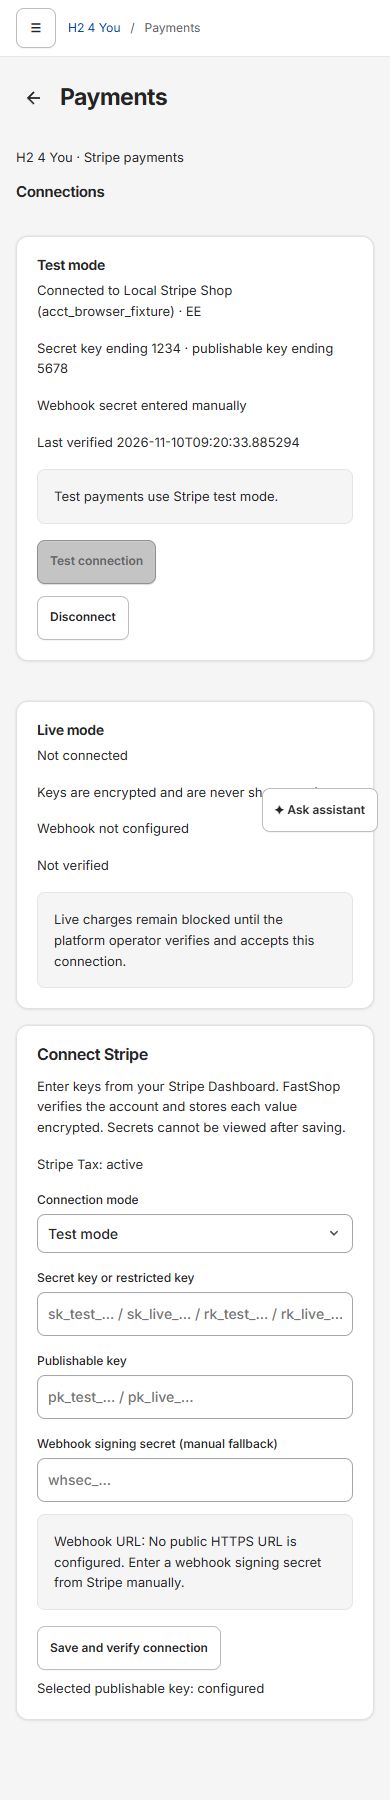 ☰ H2 4 You / Payments
← Payments
H2 4 You · Stripe payments
Connections
Test mode
Connected to Local Stripe Shop
(acct_browser_fixture) · EE
Secret key ending 1234 · publishable key ending
5678
Webhook secret entered manually
Last verified 2026-11-10T09:20:33.885294
Test payments use Stripe test mode.
Test connection
Disconnect
Live mode
Not connected
Keys are encrypted and are never
✦ Ask assistant
Webhook not configured
Not verified
Live charges remain blocked until the
platform operator verifies and accepts this
connection.
Connect Stripe
Enter keys from your Stripe Dashboard. FastShop
verifies the account and stores each value
encrypted. Secrets cannot be viewed after saving.
Stripe Tax: active
Connection mode
Test mode
Secret key or restricted key
sk_test_... / sk_live_... / rk_test_... / rk_live_...
Publishable key
pk_test_... / pk_live_...
Webhook signing secret (manual fallback)
whsec_...
Webhook URL: No public HTTPS URL is
configured. Enter a webhook signing secret
from Stripe manually.
Save and verify connection
Selected publishable key: configured